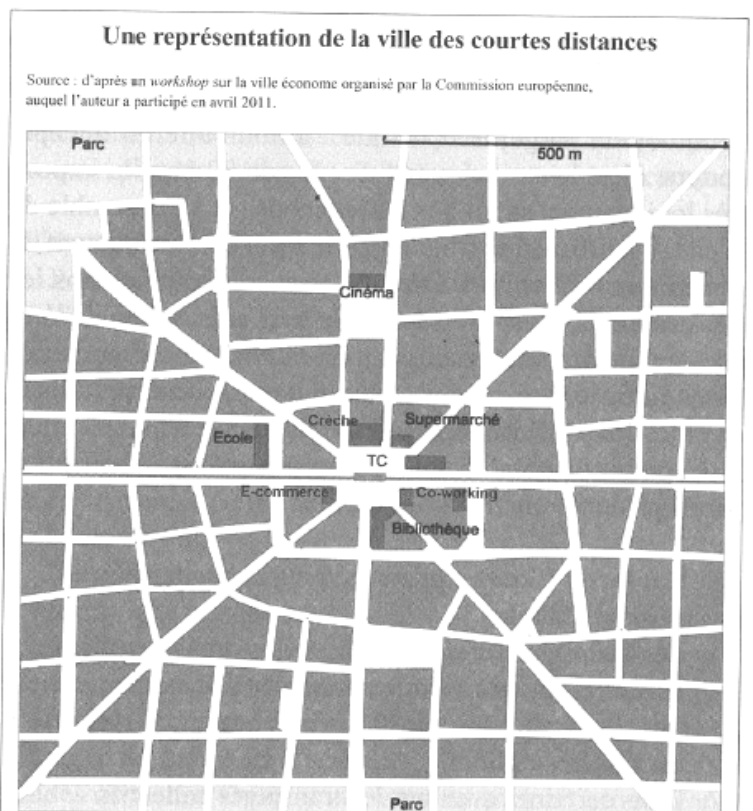 Une représentation de la ville des courtes distances
Source : d'après un workshop sur la ville économe organisé par la Commission européenne,
auquel l'auteur a participé en avril 2011.
Parc
500 m
Cinéma
Crèche
Supermarché
Ecole
TC
E-commerce
Co-working
Bibliothèque
Parc